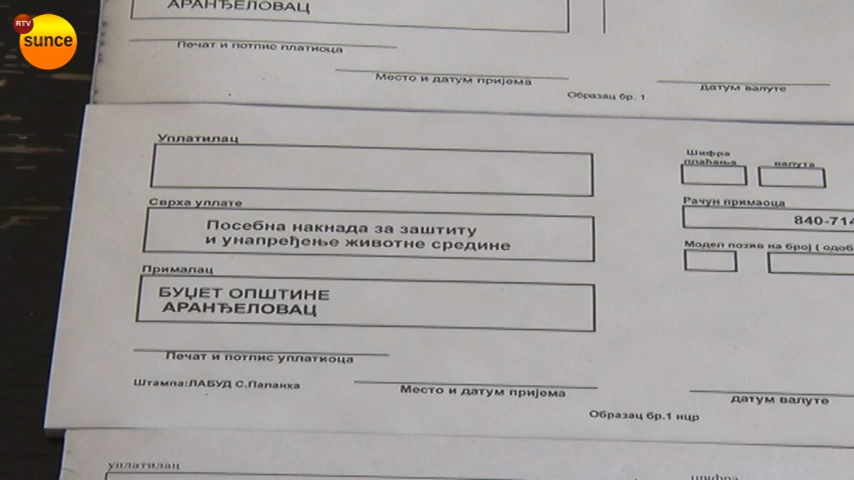 RTV
sunce
АРАНЂЕЛОВАЦ
Печат и потпис платиоца
Место и датум пријема
датум валуте
Образац бр. 1
Уплатилац
Шифра
плаћања
валута
Сврха уплате
Посебна накнада за заштиту
и унапређење животне средине
Рачун примаоца
840-714
Модел позив на број ( одоб
Прималац
БУЏЕТ ОПШТИНЕ
АРАНЂЕЛОВАЦ
Печат и потпис уплатиоца
Штампа:ЛАБУД С.Паланка
Место и датум пријема
датум валуте
Образац бр.1 нцр
уплатилац
шифра